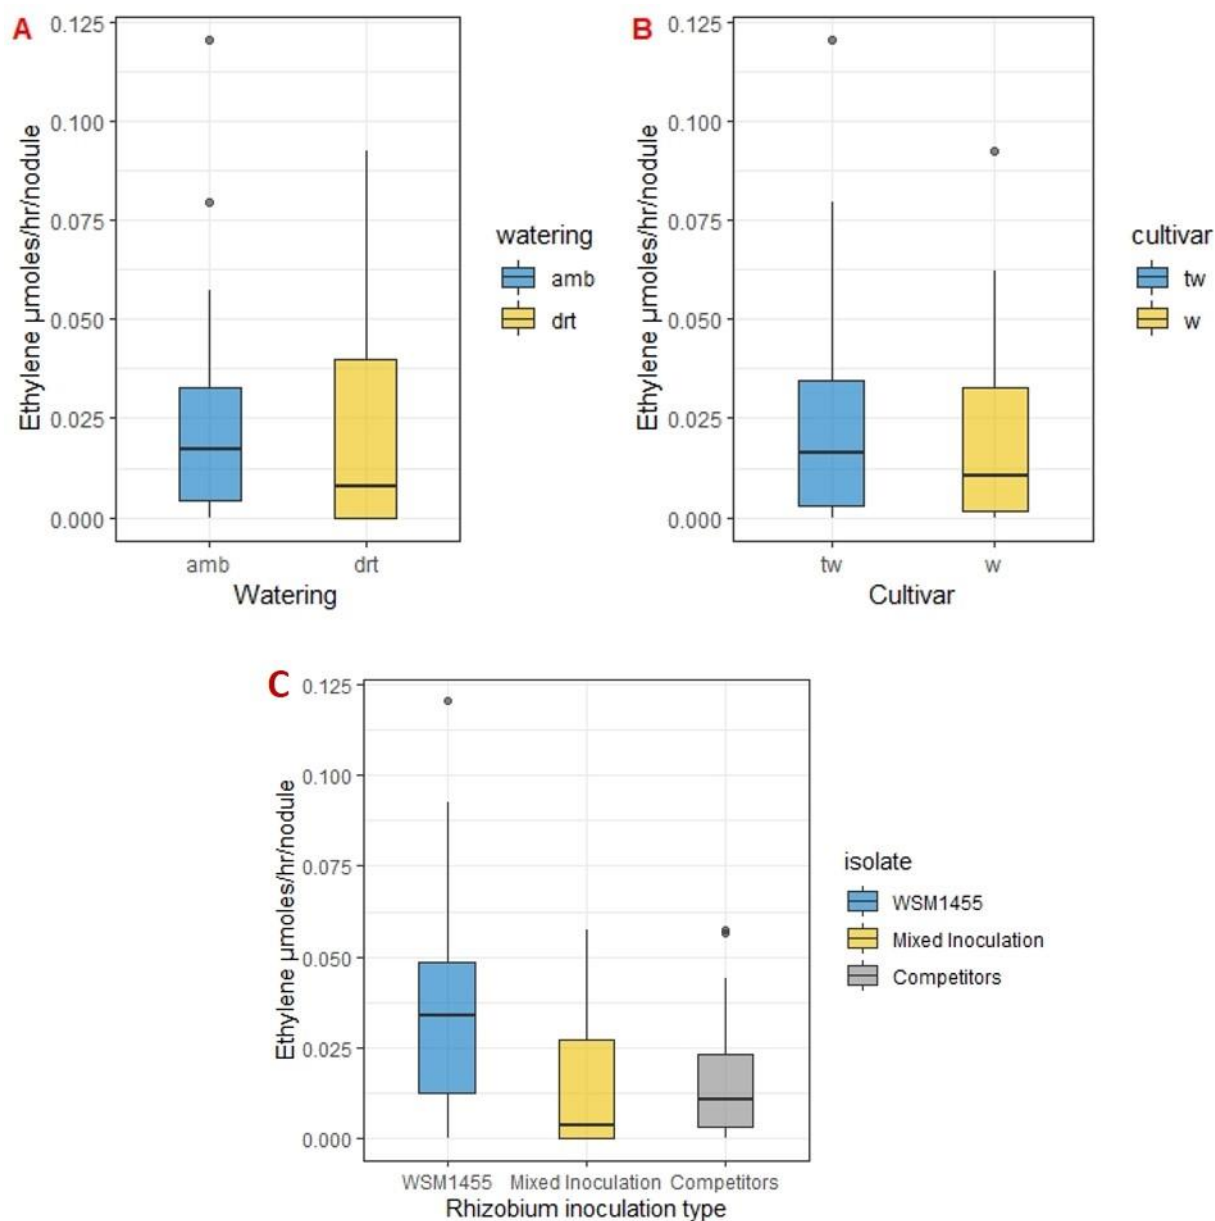 A
Ethylene µmoles/hr/nodule
0.125
0.100
0.075
0.050
0.025
0.000
amb
drt
Watering
watering
amb
drt
B
Ethylene µmoles/hr/nodule
0.125
0.100
0.075
0.050
0.025
0.000
tw
w
Cultivar
cultivar
tw
w
C
Ethylene µmoles/hr/nodule
0.125
0.100
0.075
0.050
0.025
0.000
WSM1455 Mixed Inoculation Competitors
Rhizobium inoculation type
isolate
WSM1455
Mixed Inoculation
Competitors